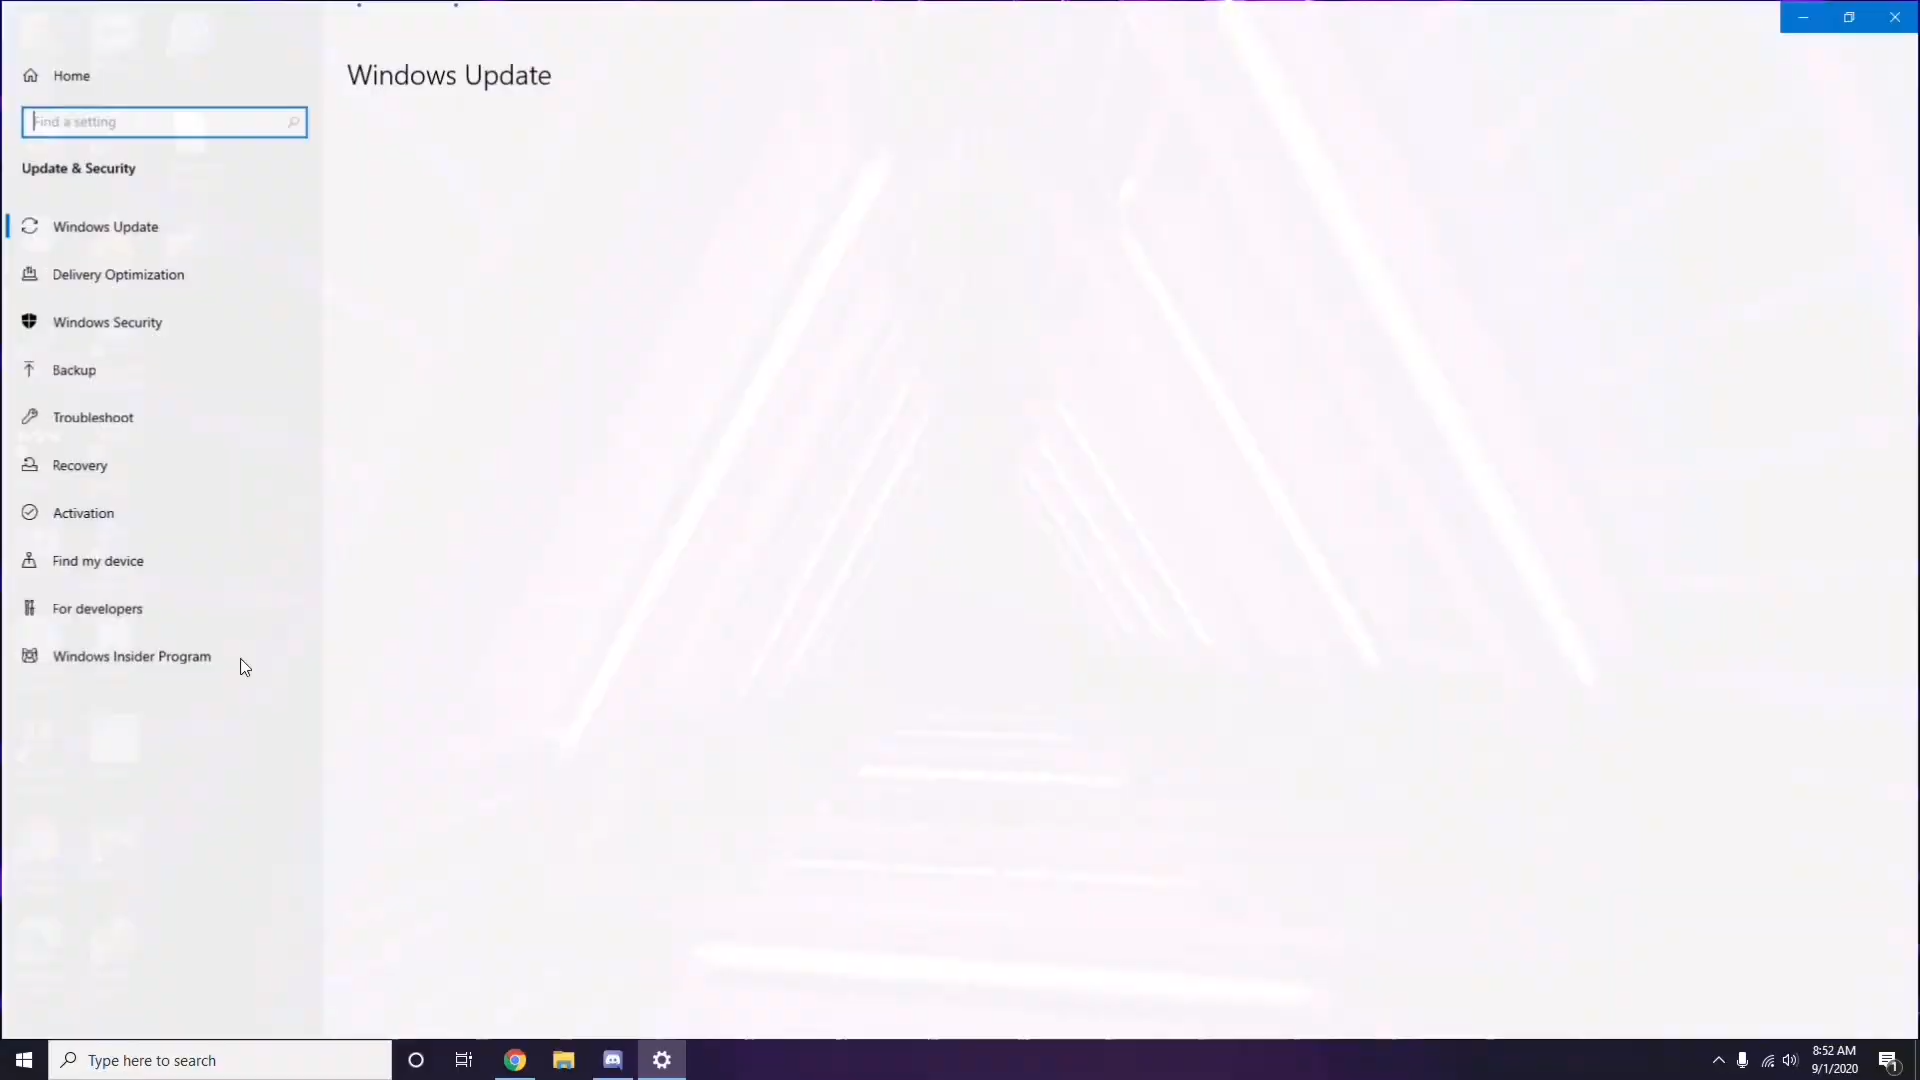 Home
Windows Update
Find a setting
Update & Security
Windows Update
Delivery Optimization
Windows Security
Backup
Troubleshoot
Recovery
Activation
Find my device
For developers
Windows Insider Program
Type here to search
8:52 AM
9/1/2020
1